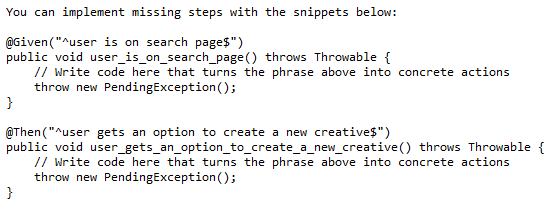 You can implement missing steps with the snippets below:

@Given("^user is on search page$")
public void user_is_on_search_page() throws Throwable {
    // Write code here that turns the phrase above into concrete actions
    throw new PendingException();
}

@Then("^user gets an option to create a new creative$")
public void user_gets_an_option_to_create_a_new_creative() throws Throwable {
    // Write code here that turns the phrase above into concrete actions
    throw new PendingException();
}